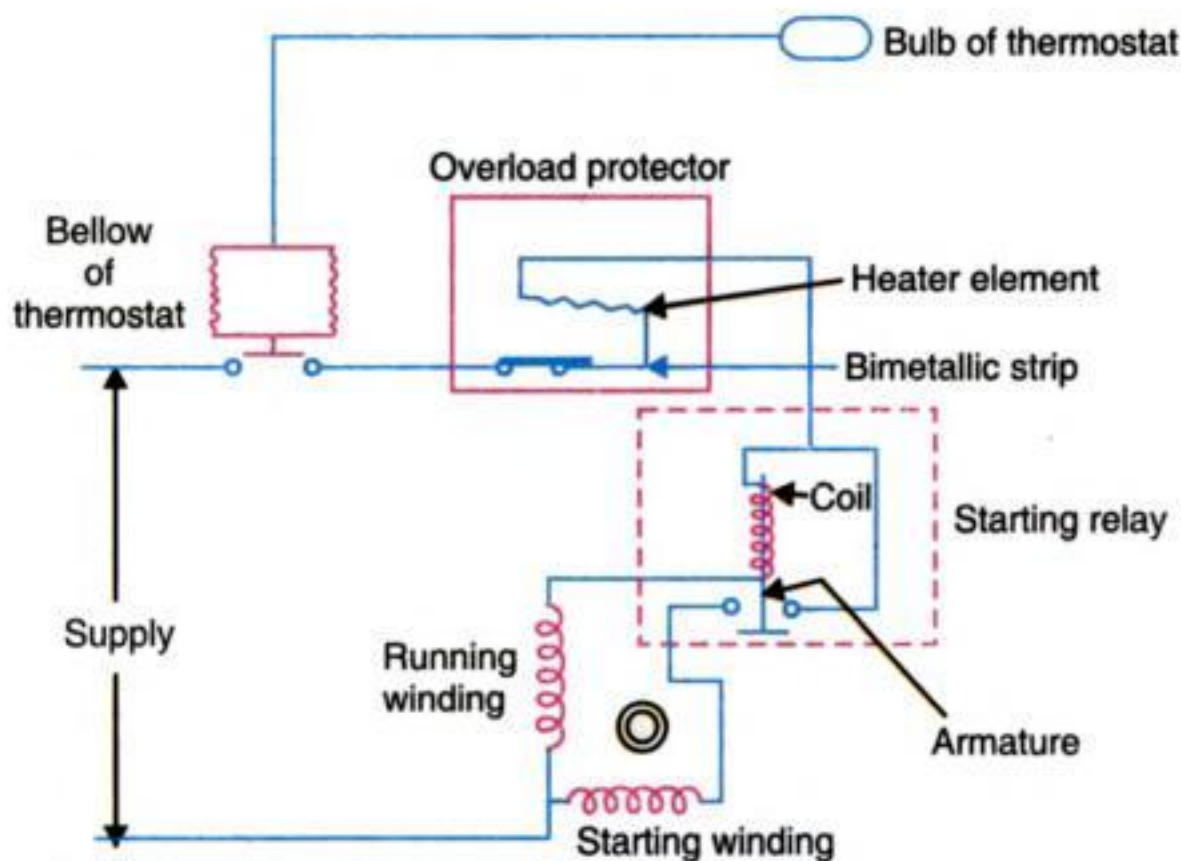 Bulb of thermostat
Overload protector
Bellow
of
thermostat
Heater element
Bimetallic strip
Coil
Starting relay
Supply
Running
winding
Armature
Starting winding